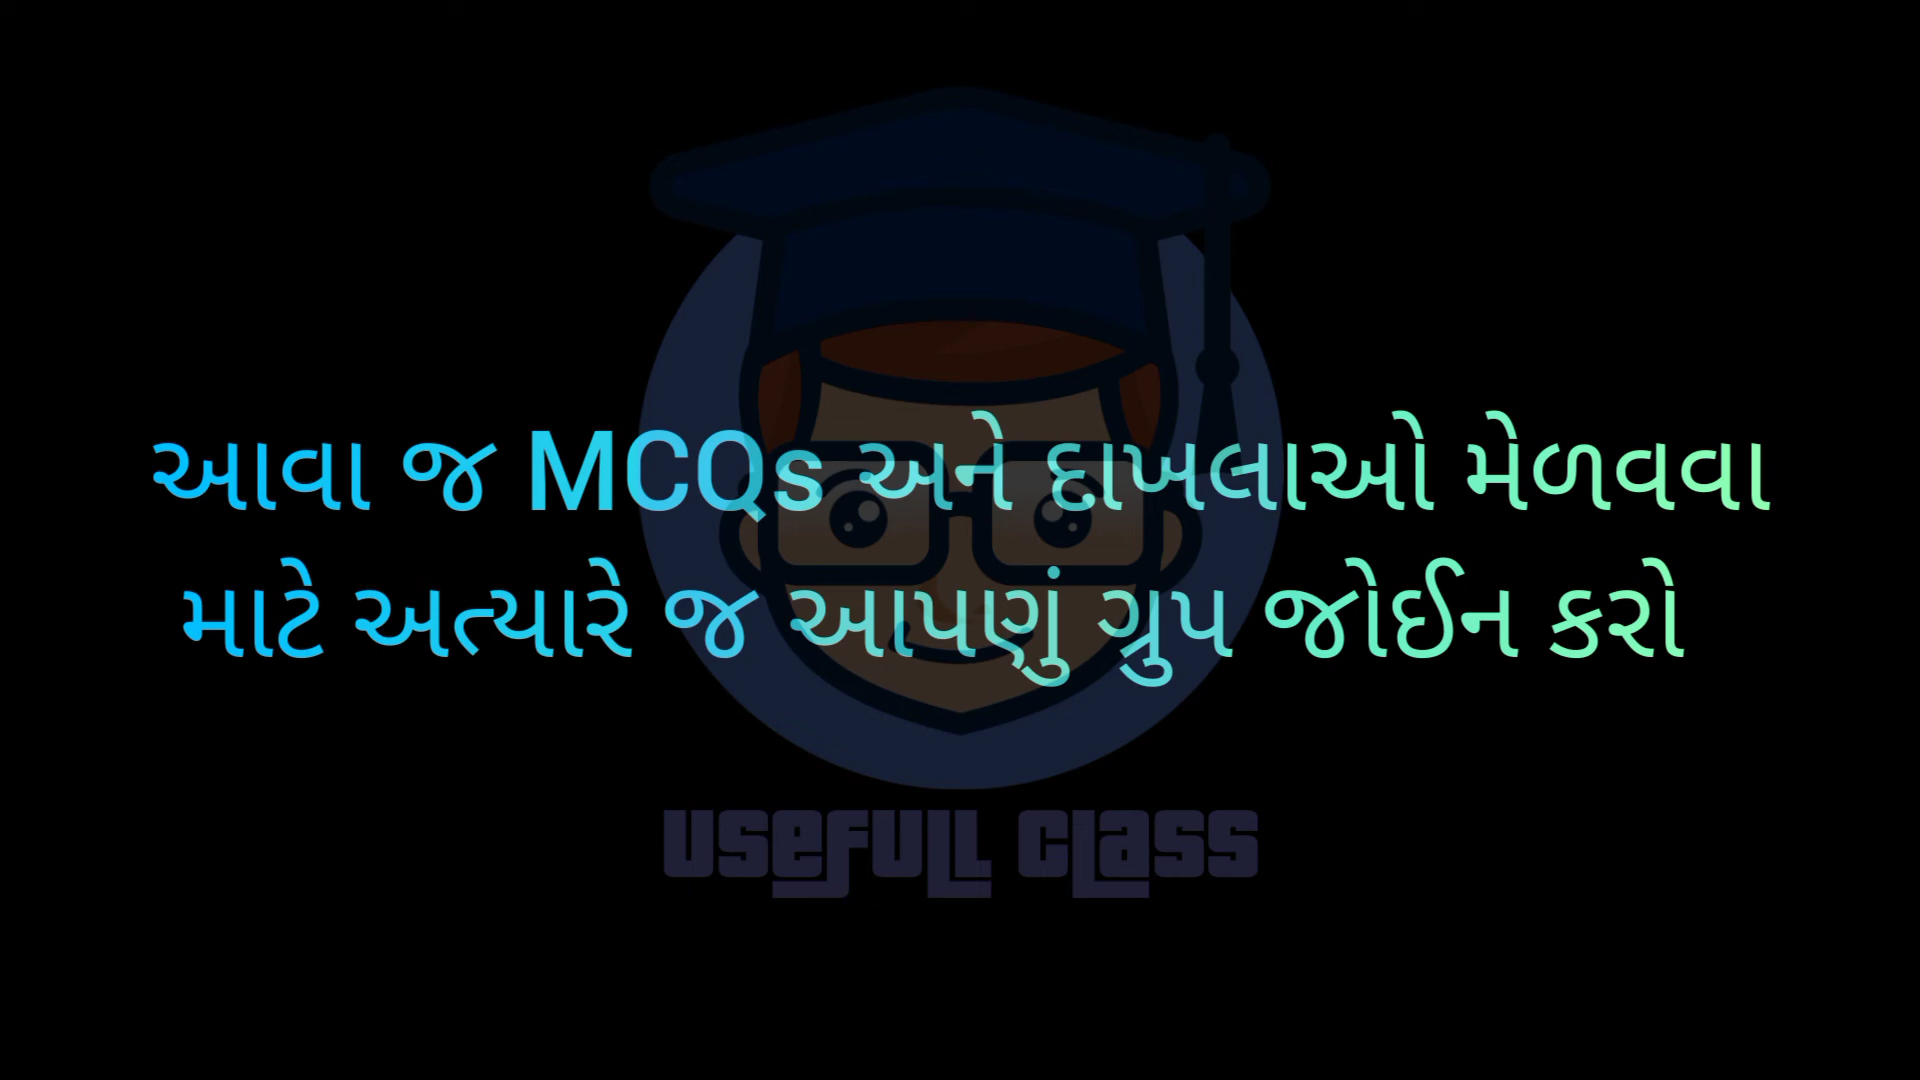 આવા જ MCQs અને દાખલાઓ મેળવવા
માટે અત્યારે જ આપણું ગ્રુપ જોઈન કરો
USEFULL CLASS